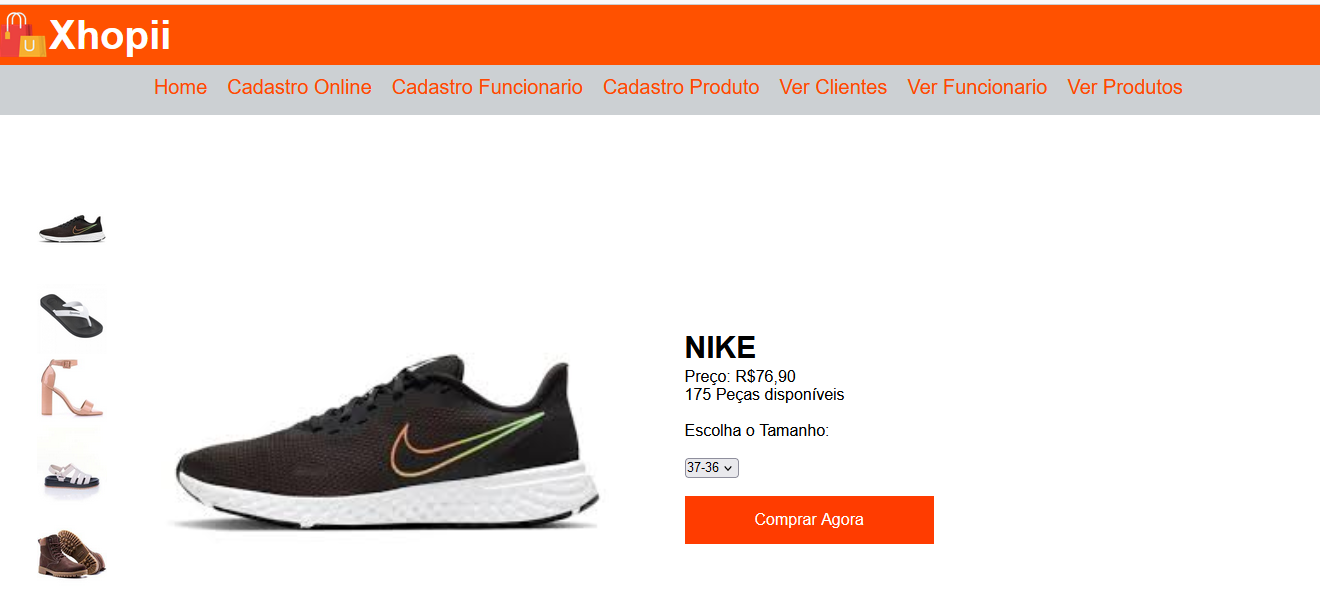 U
Xhopii
Home Cadastro Online Cadastro Funcionario Cadastro Produto Ver Clientes Ver Funcionario Ver Produtos
NIKE
Preço: R$76,90
175 Peças disponíveis
Escolha o Tamanho:
37-36
Comprar Agora